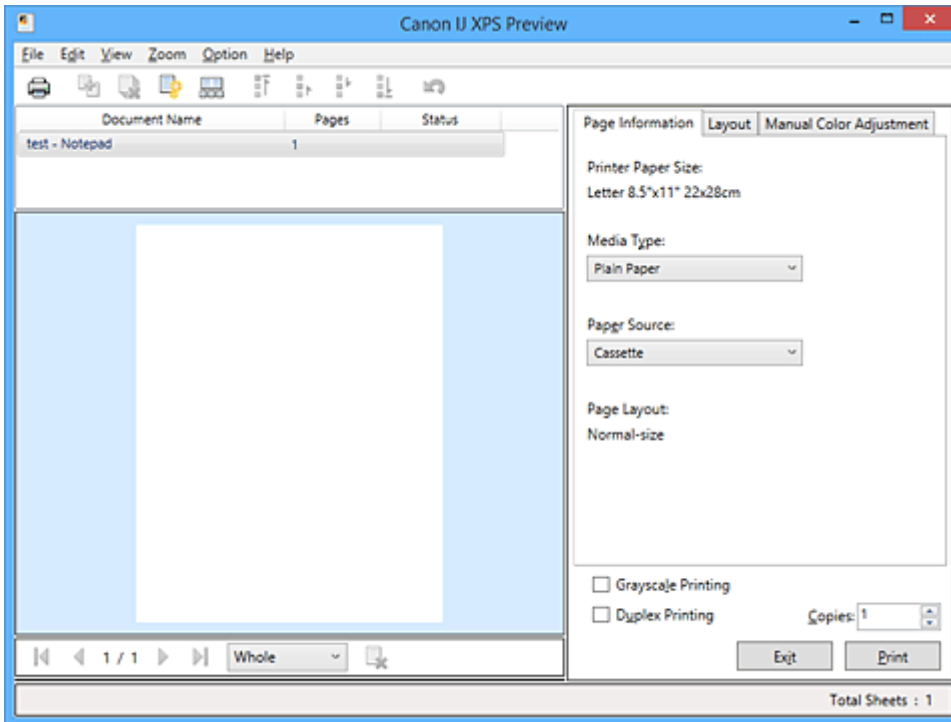 Canon IJ XPS Preview
File Edit View Zoom Option Help
Document Name Pages Status
test - Notepad 1
Page Information Layout Manual Color Adjustment
Printer Paper Size:
Letter 8.5"x11" 22x28cm
Media Type:
Plain Paper
Paper Source:
Cassette
Page Layout:
Normal-size
Grayscale Printing
Duplex Printing Copies: 1
1 / 1 Whole Exit Print
Total Sheets : 1